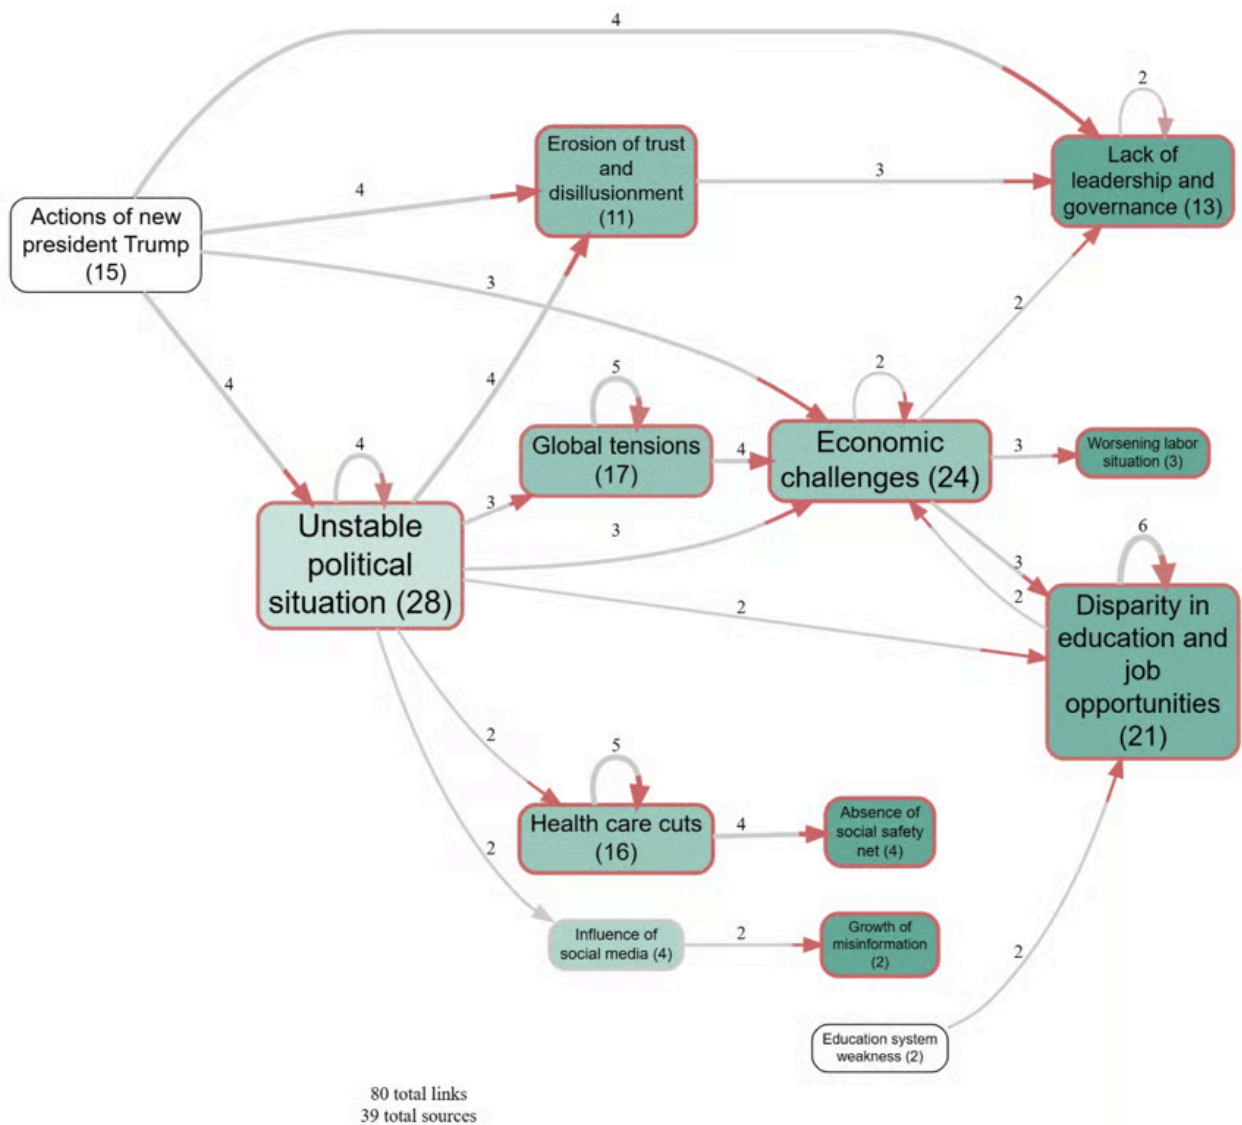 4
2
Erosion of trust
and
disillusionment
(11)
Lack of
leadership and
governance (13)
4
3
Actions of new
president Trump
(15)
3
2
4
4
5
2
4
Global tensions
(17)
4
Economic
challenges (24)
3
Worsening labor
situation (3)
3
Unstable
political
situation (28)
3
6
3
2
2
Disparity in
education and
job
opportunities
(21)
2
5
Health care cuts
(16)
4
Absence of
social safety
net (4)
2
Influence of
social media (4)
2
Growth of
misinformation
(2)
2
Education system
weakness (2)
80 total links
39 total sources